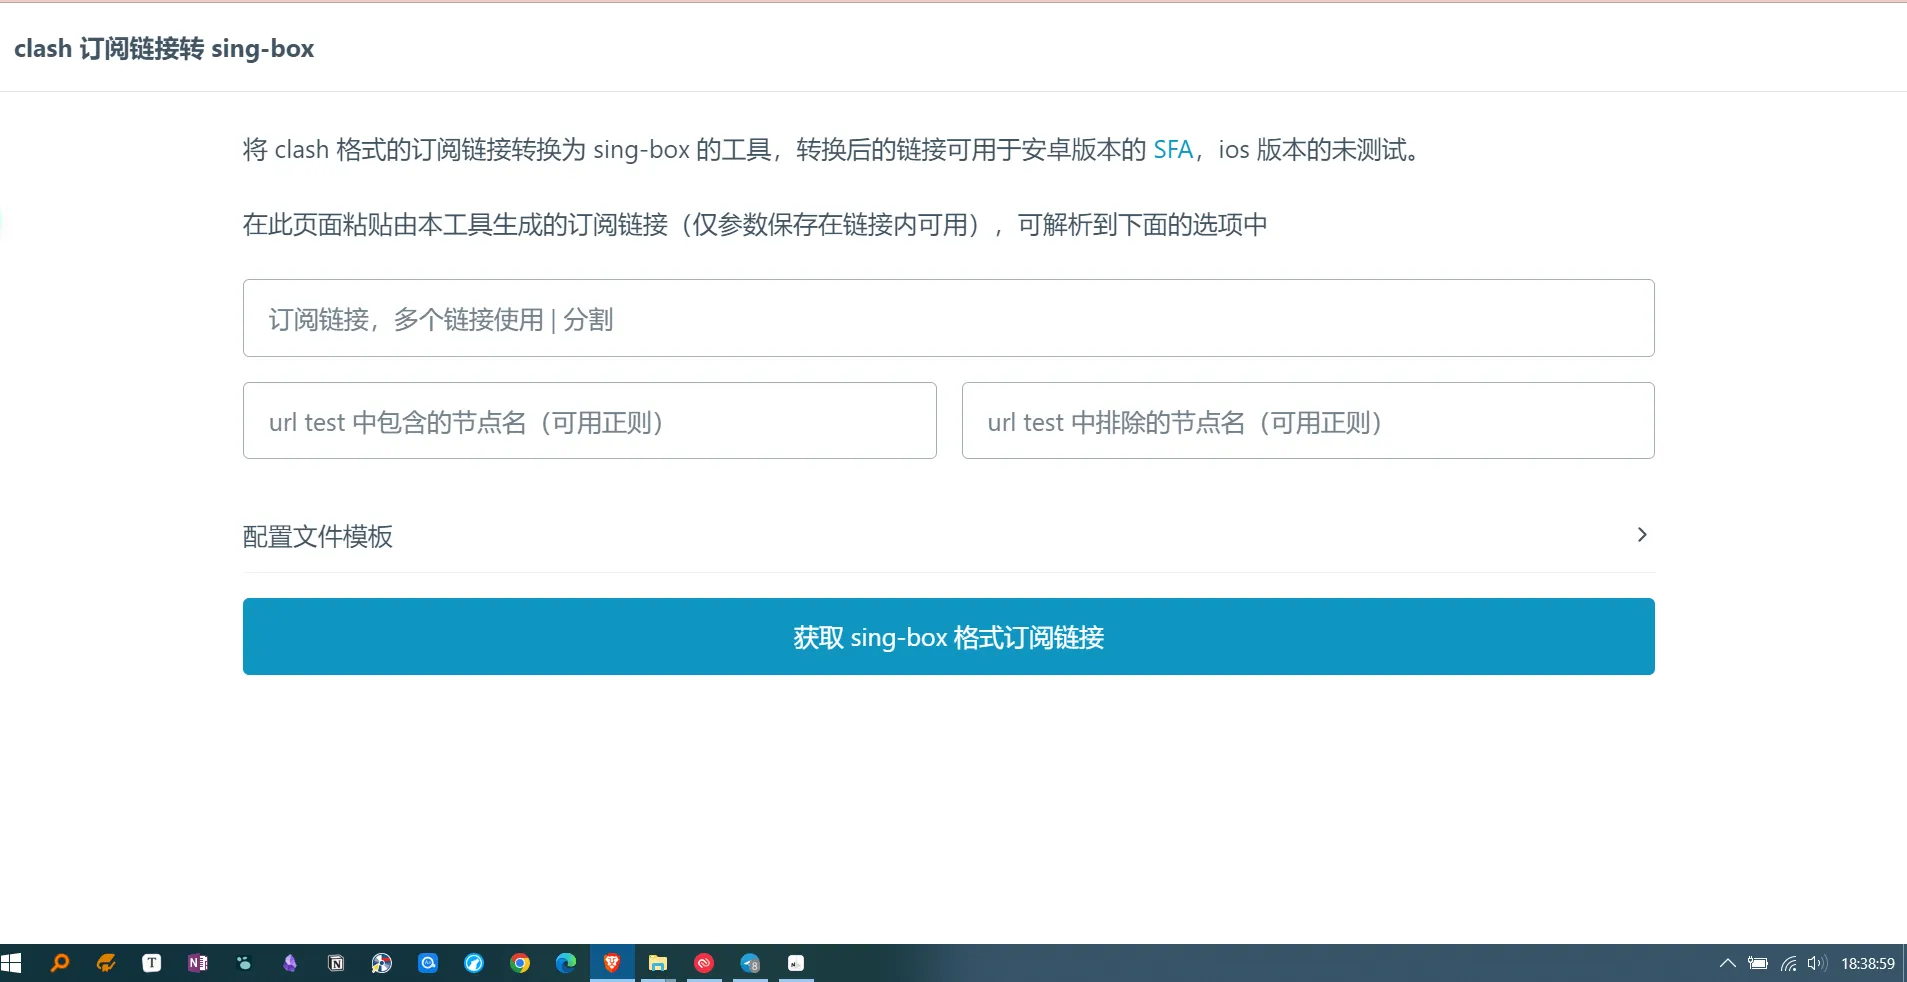 clash 订阅链接转 sing-box
将 clash 格式的订阅链接转换为 sing-box 的工具，转换后的链接可用于安卓版本的 SFA，ios 版本的未测试。
在此页面粘贴由本工具生成的订阅链接（仅参数保存在链接内可用），可解析到下面的选项中
订阅链接，多个链接使用 | 分割
url test 中包含的节点名（可用正则）
url test 中排除的节点名（可用正则）
配置文件模板
获取 sing-box 格式订阅链接
18:38:59